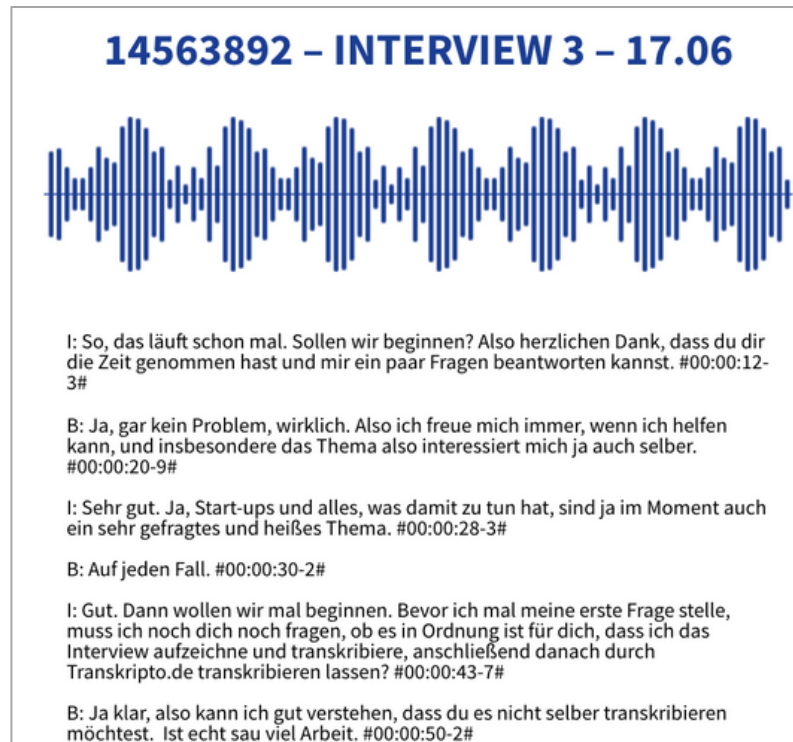 14563892 – INTERVIEW 3 – 17.06
I: So, das läuft schon mal. Sollen wir beginnen? Also herzlichen Dank, dass du dir
die Zeit genommen hast und mir ein paar Fragen beantworten kannst. #00:00:12-
3#
B: Ja, gar kein Problem, wirklich. Also ich freue mich immer, wenn ich helfen
kann, und insbesondere das Thema also interessiert mich ja auch selber.
#00:00:20-9#
I: Sehr gut. Ja, Start-ups und alles, was damit zu tun hat, sind ja im Moment auch
ein sehr gefragtes und heißes Thema. #00:00:28-3#
B: Auf jeden Fall. #00:00:30-2#
I: Gut. Dann wollen wir mal beginnen. Bevor ich mal meine erste Frage stelle,
muss ich noch dich noch fragen, ob es in Ordnung ist für dich, dass ich das
Interview aufzeichne und transkribiere, anschließend danach durch
Transkripto.de transkribieren lassen? #00:00:43-7#
B: Ja klar, also kann ich gut verstehen, dass du es nicht selber transkribieren
möchtest.  Ist echt sau viel Arbeit. #00:00:50-2#